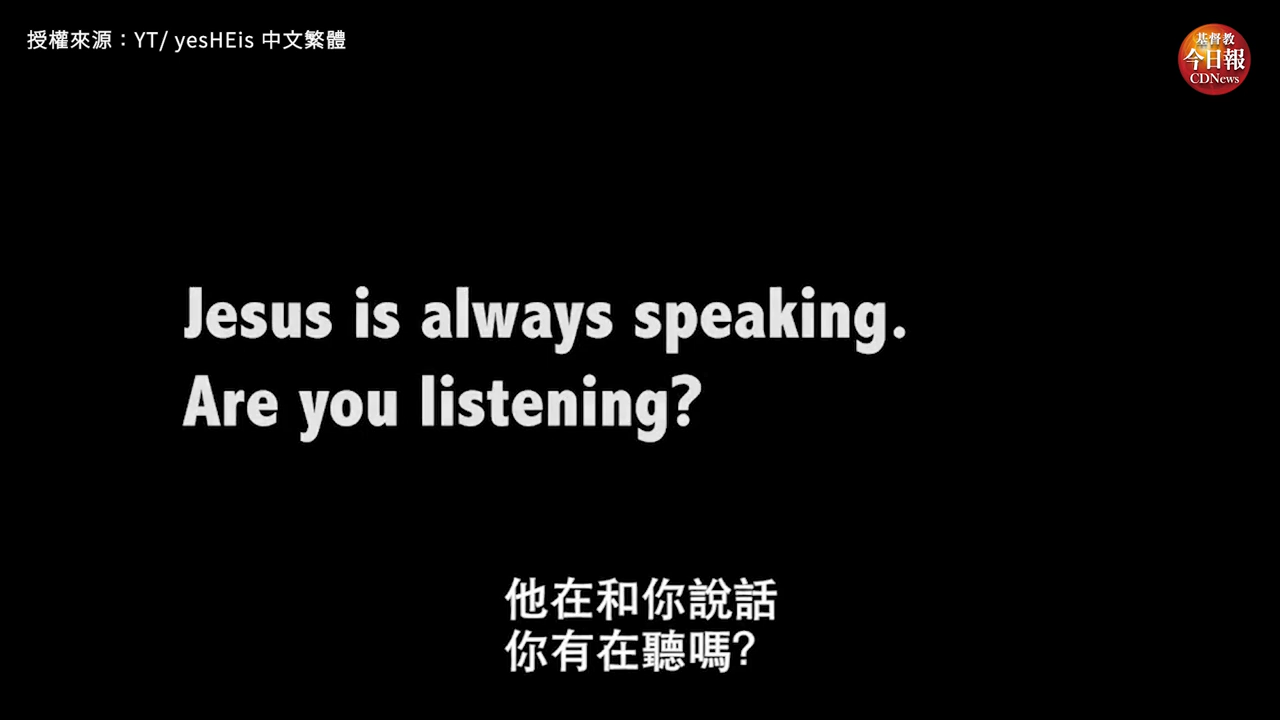 授權來源：YT/ yesHEis 中文繁體
基督教
今日報
CDNews
Jesus is always speaking.
Are you listening?
他在和你說話
你有在聽嗎?